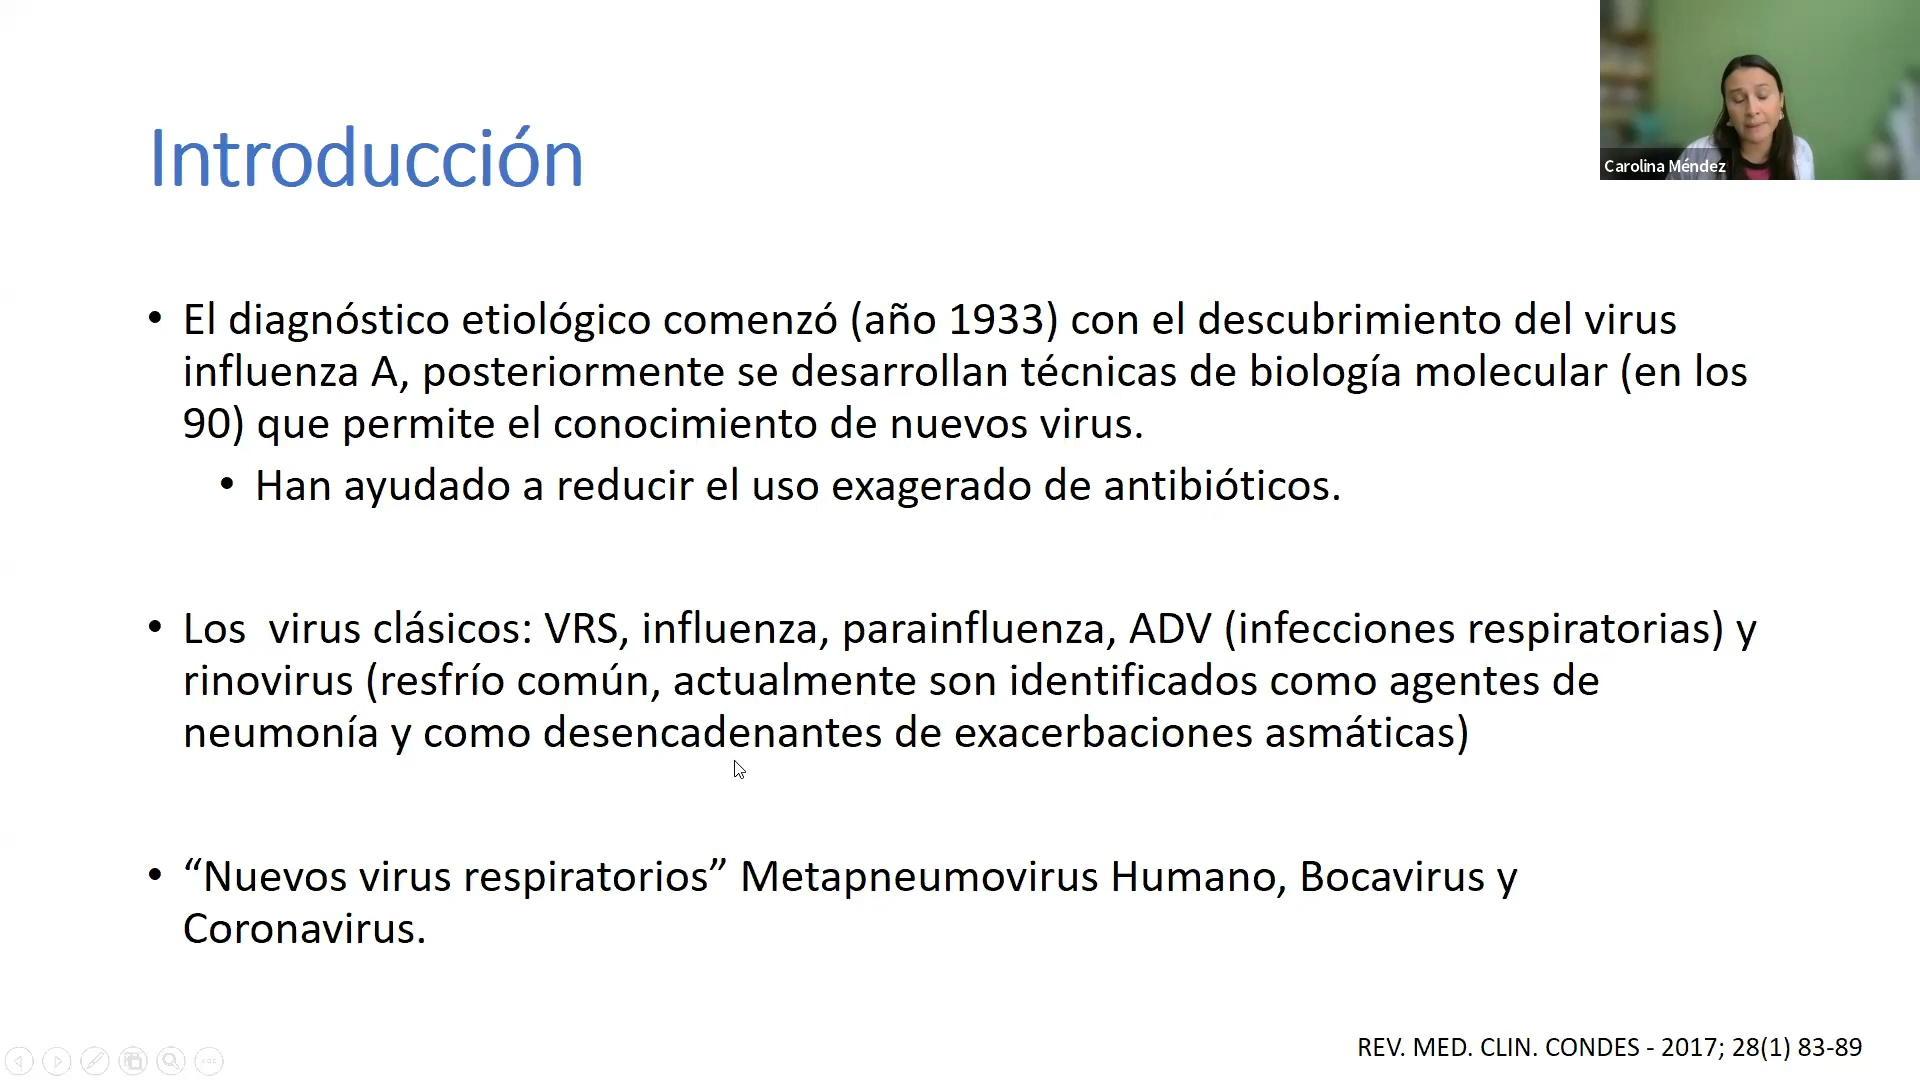 Carolina Méndez
Introducción
• El diagnóstico etiológico comenzó (año 1933) con el descubrimiento del virus
influenza A, posteriormente se desarrollan técnicas de biología molecular (en los
90) que permite el conocimiento de nuevos virus.
• Han ayudado a reducir el uso exagerado de antibióticos.
• Los  virus clásicos: VRS, influenza, parainfluenza, ADV (infecciones respiratorias) y
rinovirus (resfrío común, actualmente son identificados como agentes de
neumonía y como desencadenantes de exacerbaciones asmáticas)
• “Nuevos virus respiratorios” Metapneumovirus Humano, Bocavirus y
Coronavirus.
REV. MED. CLIN. CONDES - 2017; 28(1) 83-89